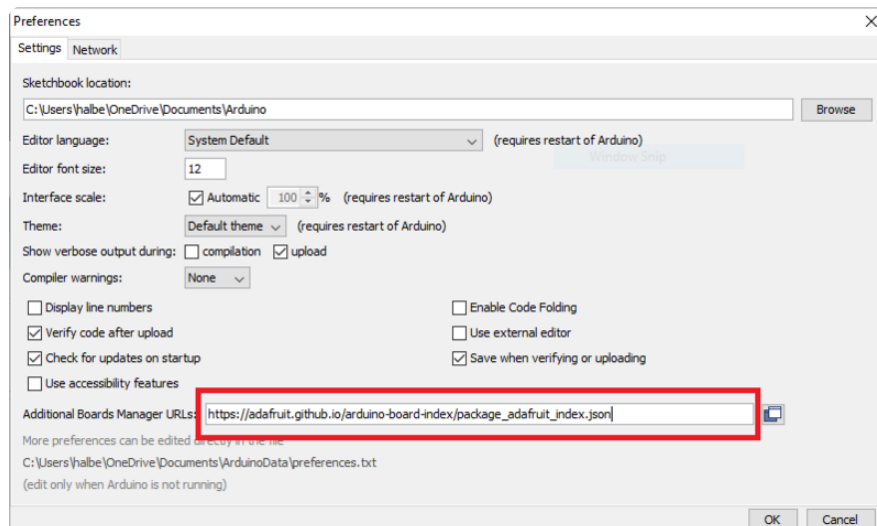 Preferences
Settings Network
Sketchbook location:
C:\Users\halbe\OneDrive\Documents\Arduino Browse
Editor language: System Default (requires restart of Arduino)
Window Snip
Editor font size: 12
Interface scale: Automatic 100 % (requires restart of Arduino)
Theme: Default theme (requires restart of Arduino)
Show verbose output during: compilation upload
Compiler warnings: None
Display line numbers Enable Code Folding
Verify code after upload Use external editor
Check for updates on startup Save when verifying or uploading
Use accessibility features
Additional Boards Manager URLs: https://adafruit.github.io/arduino-board-index/package_adafruit_index.json
More preferences can be edited directly in the file
C:\Users\halbe\OneDrive\Documents\ArduinoData\preferences.txt
(edit only when Arduino is not running)
OK Cancel